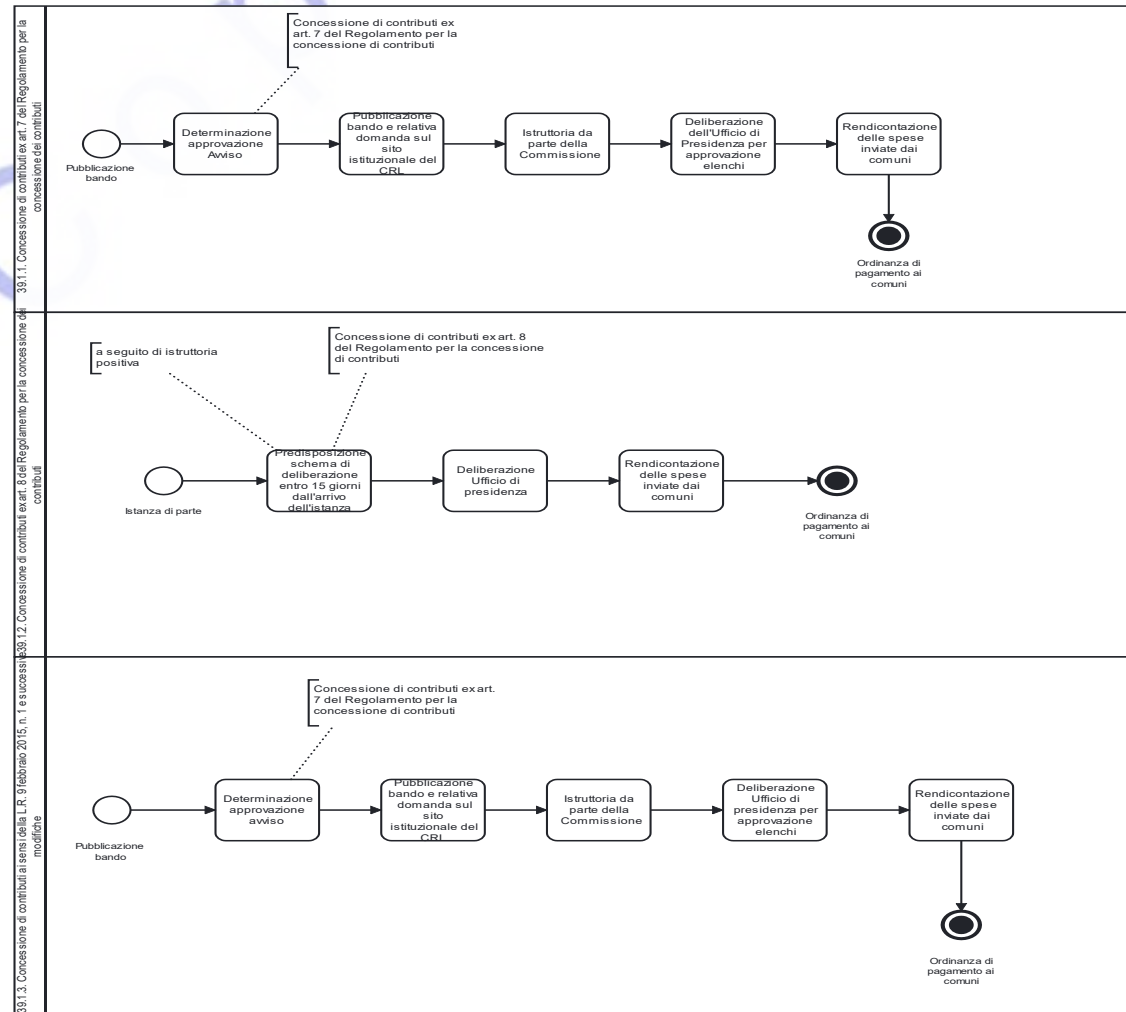 39.1.1. Concessione di contributi ex art. 7 del Regolamento per la
concessione dei contributi
Concessione di contributi ex
art. 7 del Regolamento per la
concessione di contributi
Pubblicazione
bando
Determinazione
approvazione
Avviso
Pubblicazione
bando e relativa
domanda sul
sito
istituzionale del
CRL
Istruttoria da
parte della
Commissione
Deliberazione
dell'Ufficio di
Presidenza per
approvazione
elenchi
Rendicontazione
delle spese
inviate dai
comuni
Ordinanza di
pagamento ai
comuni
39.1.2. Concessione di contributi ex art. 8 del Regolamento per la concessione dei
contributi
a seguito di istruttoria
positiva
Concessione di contributi ex art. 8
del Regolamento per la concessione
di contributi
Istanza di parte
Predisposizione
schema di
deliberazione
entro 15 giorni
dall'arrivo
dell'istanza
Deliberazione
Ufficio di
presidenza
Rendicontazione
delle spese
inviate dai
comuni
Ordinanza di
pagamento ai
comuni
39.1.3. Concessione di contributi ai sensi della L.R. 9 febbraio 2015, n. 1 e successive
modifiche
Concessione di contributi ex art.
7 del Regolamento per la
concessione di contributi
Pubblicazione
bando
Determinazione
approvazione
avviso
Pubblicazione
bando e relativa
domanda sul
sito
istituzionale del
CRL
Istruttoria da
parte della
Commissione
Deliberazione
Ufficio di
presidenza per
approvazione
elenchi
Rendicontazione
delle spese
inviate dai
comuni
Ordinanza di
pagamento ai
comuni